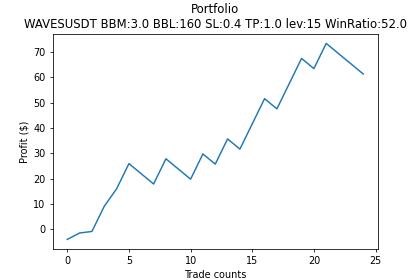 Portfolio
WAVESUSDT BBM:3.0 BBL:160 SL:0.4 TP:1.0 lev:15 WinRatio:52.0
70
60
50
40
30
20
10
0
Profit ($)
0 5 10 15 20 25
Trade counts